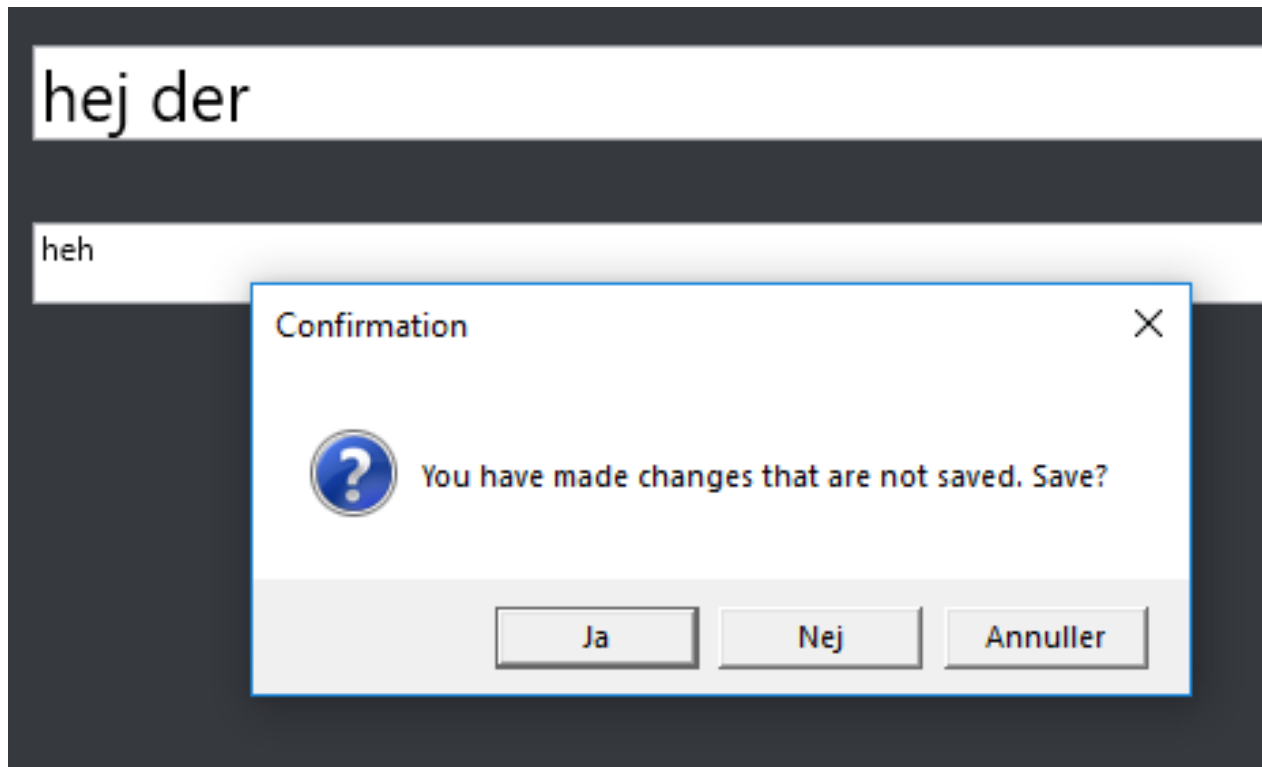 hej der
heh
Confirmation
You have made changes that are not saved. Save?
Ja
Nej
Annuller